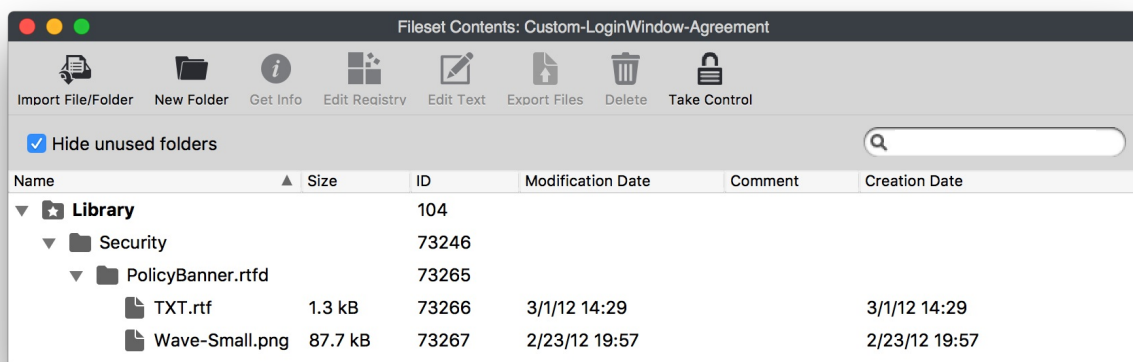 Fileset Contents: Custom-LoginWindow-Agreement
Import File/Folder New Folder Get Info Edit Registry Edit Text Export Files Delete Take Control
Hide unused folders
Name Size ID Modification Date Comment Creation Date
Library 104
Security 73246
PolicyBanner.rtfd 73265
TXT.rtf 1.3 kB 73266 3/1/12 14:29 3/1/12 14:29
Wave-Small.png 87.7 kB 73267 2/23/12 19:57 2/23/12 19:57